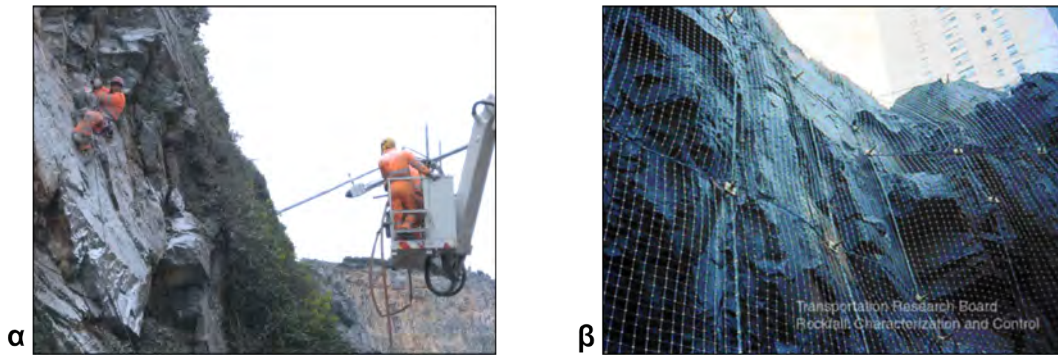 α
β
Transportation Research Board
Rockfall: Characterization and Control